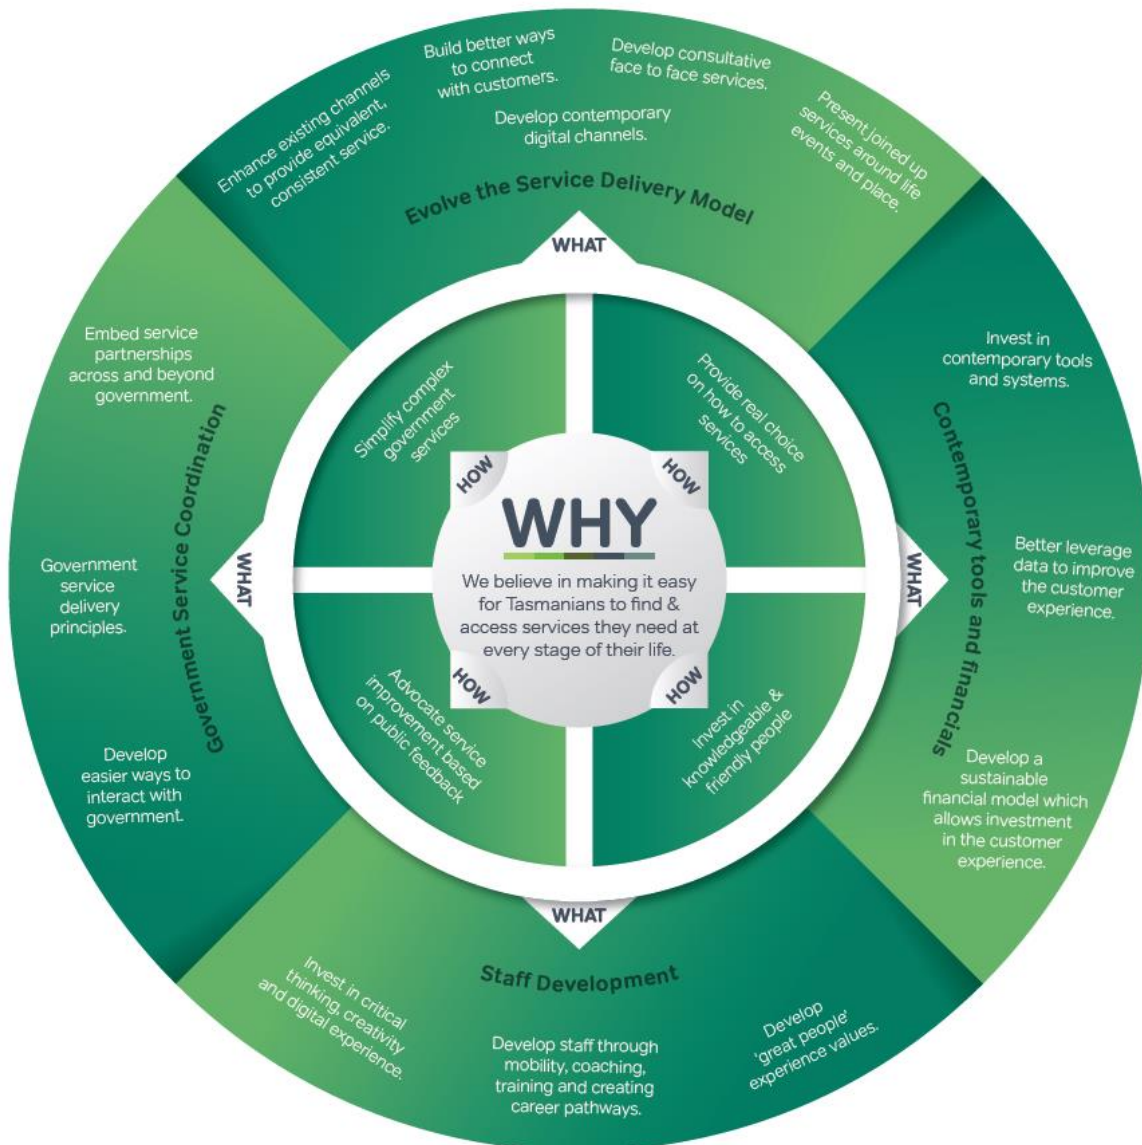 Build better ways
to connect
with customers.
Develop consultative
face to face services.
Enhance existing channels
to provide equivalent,
consistent service.
Develop contemporary
digital channels.
Present joined up
services around life
events and place.
Evolve the Service Delivery Model
WHAT
Embed service
partnerships
across and beyond
government.
Government
service
delivery
principles.
Develop
easier ways to
interact with
government.
Government Service Coordination
WHAT
Simplify complex
government
services
HOW
Provide real choice
on how to access
services
HOW
WHY
We believe in making it easy
for Tasmanians to find &
access services they need at
every stage of their life.
HOW
Advocate service
improvement based
on public feedback
HOW
Invest in
knowledgeable &
friendly people
WHAT
Contemporary tools and financials
Invest in
contemporary tools
and systems.
Better leverage
data to improve
the customer
experience.
Develop a
sustainable
financial model which
allows investment
in the customer
experience.
WHAT
Staff Development
Invest in critical
thinking, creativity
and digital experience.
Develop staff through
mobility, coaching,
training and creating
career pathways.
Develop
'great people'
experience values.